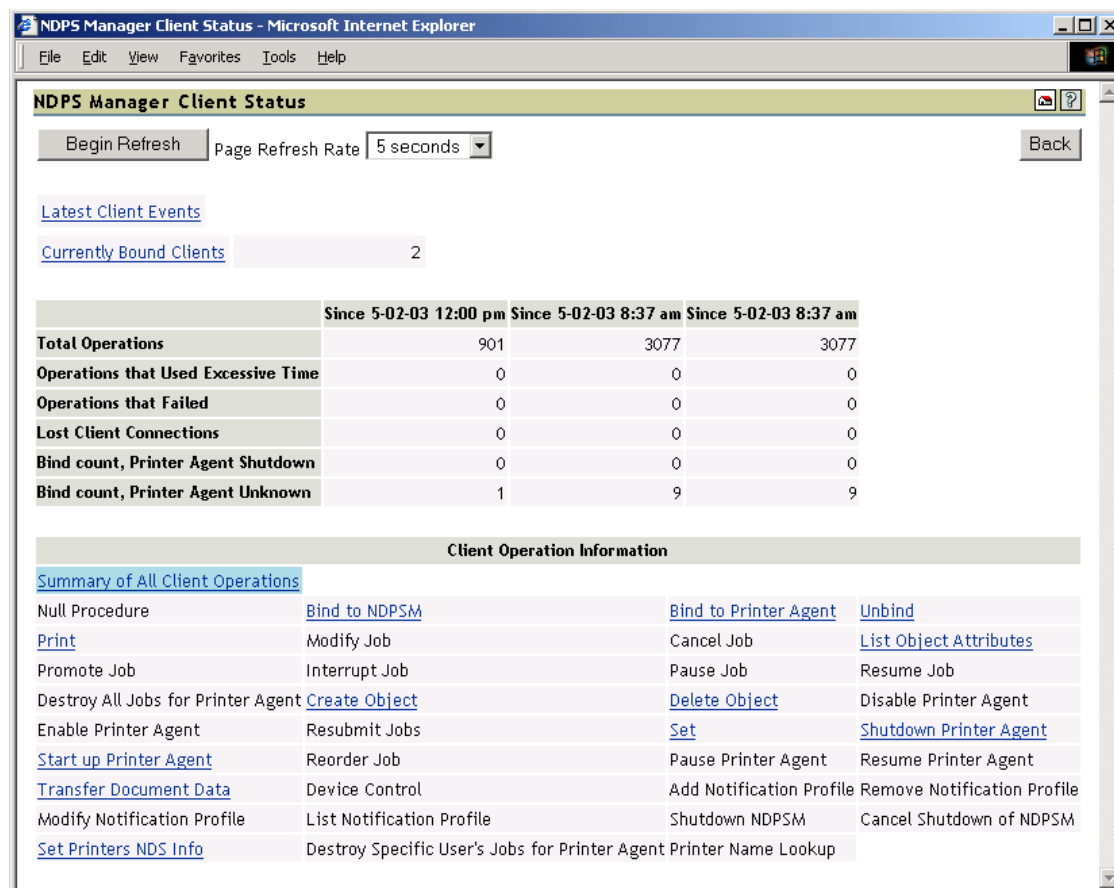 NDPS Manager Client Status - Microsoft Internet Explorer
File Edit View Favorites Tools Help
NDPS Manager Client Status ?
Begin Refresh Page Refresh Rate 5 seconds Back
Latest Client Events
Currently Bound Clients 2
Since 5-02-03 12:00 pm Since 5-02-03 8:37 am Since 5-02-03 8:37 am
Total Operations 901 3077 3077
Operations that Used Excessive Time 0 0 0
Operations that Failed 0 0 0
Lost Client Connections 0 0 0
Bind count, Printer Agent Shutdown 0 0 0
Bind count, Printer Agent Unknown 1 9 9
Client Operation Information
Summary of All Client Operations
Null Procedure Bind to NDPSM Bind to Printer Agent Unbind
Print Modify Job Cancel Job List Object Attributes
Promote Job Interrupt Job Pause Job Resume Job
Destroy All Jobs for Printer Agent Create Object Delete Object Disable Printer Agent
Enable Printer Agent Resubmit Jobs Set Shutdown Printer Agent
Start up Printer Agent Reorder Job Pause Printer Agent Resume Printer Agent
Transfer Document Data Device Control Add Notification Profile Remove Notification Profile
Modify Notification Profile List Notification Profile Shutdown NDPSM Cancel Shutdown of NDPSM
Set Printers NDS Info Destroy Specific User's Jobs for Printer Agent Printer Name Lookup